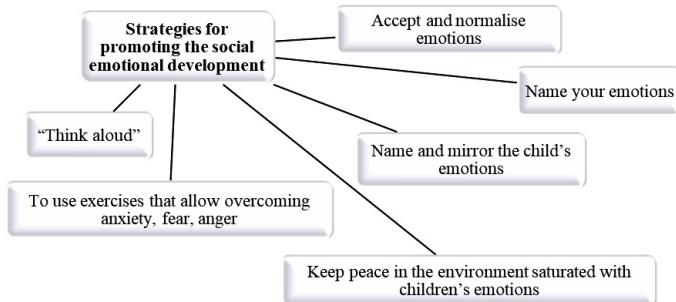 Strategies for
promoting the social
emotional development
Accept and normalise
emotions
Name your emotions
“Think aloud”
Name and mirror the child’s
emotions
To use exercises that allow overcoming
anxiety, fear, anger
Keep peace in the environment saturated with
children’s emotions